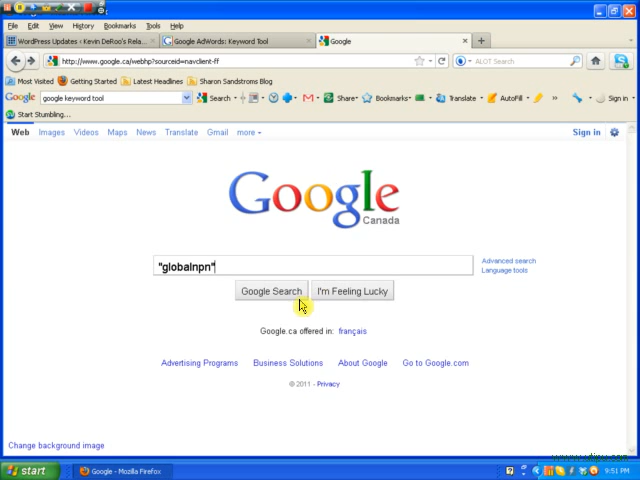 File Edit View History Bookmarks Tools Help
WordPress Updates ‹ Kevin DeRoo's Rela... Google AdWords: Keyword Tool Google
http://www.google.ca/webhp?sourceid=navclient-ff ALOT Search
Most Visited Getting Started Latest Headlines Sharon Sandstroms Blog
Google google keyword tool Search Share Bookmarks Translate AutoFill » Sign in
Start Stumbling...
Web Images Videos Maps News Translate Gmail more Sign in
Google
Canada
"globalnpn"
Advanced search
Language tools
Google Search I'm Feeling Lucky
Google.ca offered in: français
Advertising Programs Business Solutions About Google Go to Google.com
© 2011 - Privacy
Change background image
start Google - Mozilla Firefox 9:51 PM